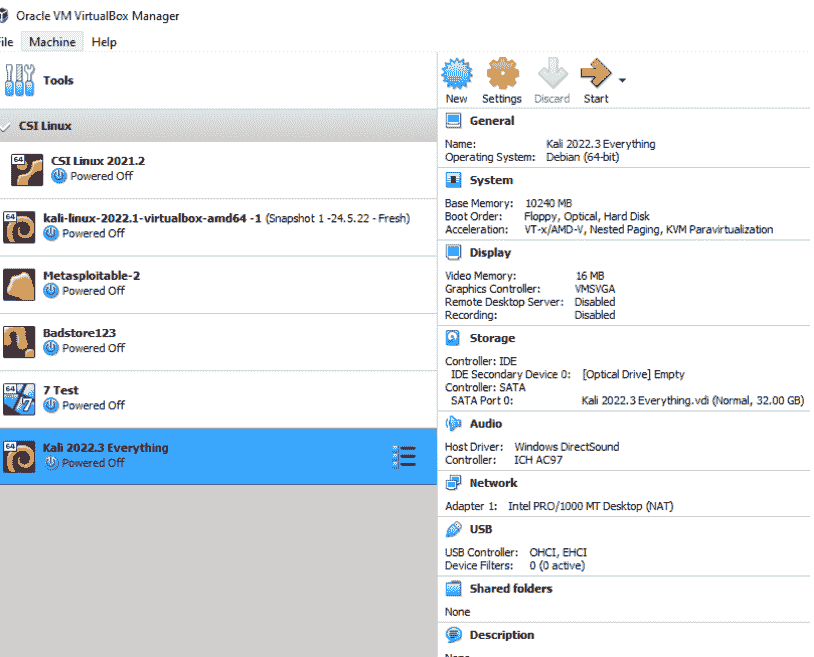 Oracle VM VirtualBox Manager
ile Machine Help
Tools
New Settings Discard Start
CSI Linux
64
CSI Linux 2021.2
Powered Off
64
kali-linux-2022.1-virtualbox-amd64 -1 (Snapshot 1 -24.5.22 - Fresh)
Powered Off
Metasploitable-2
Powered Off
Badstore123
Powered Off
64
7
7 Test
Powered Off
64
Kali 2022.3 Everything
Powered Off
General
Name: Kali 2022.3 Everything
Operating System: Debian (64-bit)
System
Base Memory: 10240 MB
Boot Order: Floppy, Optical, Hard Disk
Acceleration: VT-x/AMD-V, Nested Paging, KVM Paravirtualization
Display
Video Memory: 16 MB
Graphics Controller: VMSVGA
Remote Desktop Server: Disabled
Recording: Disabled
Storage
Controller: IDE
IDE Secondary Device 0: [Optical Drive] Empty
Controller: SATA
SATA Port 0: Kali 2022.3 Everything.vdi (Normal, 32.00 GB)
Audio
Host Driver: Windows DirectSound
Controller: ICH AC97
Network
Adapter 1: Intel PRO/1000 MT Desktop (NAT)
USB
USB Controller: OHCI, EHCI
Device Filters: 0 (0 active)
Shared folders
None
Description